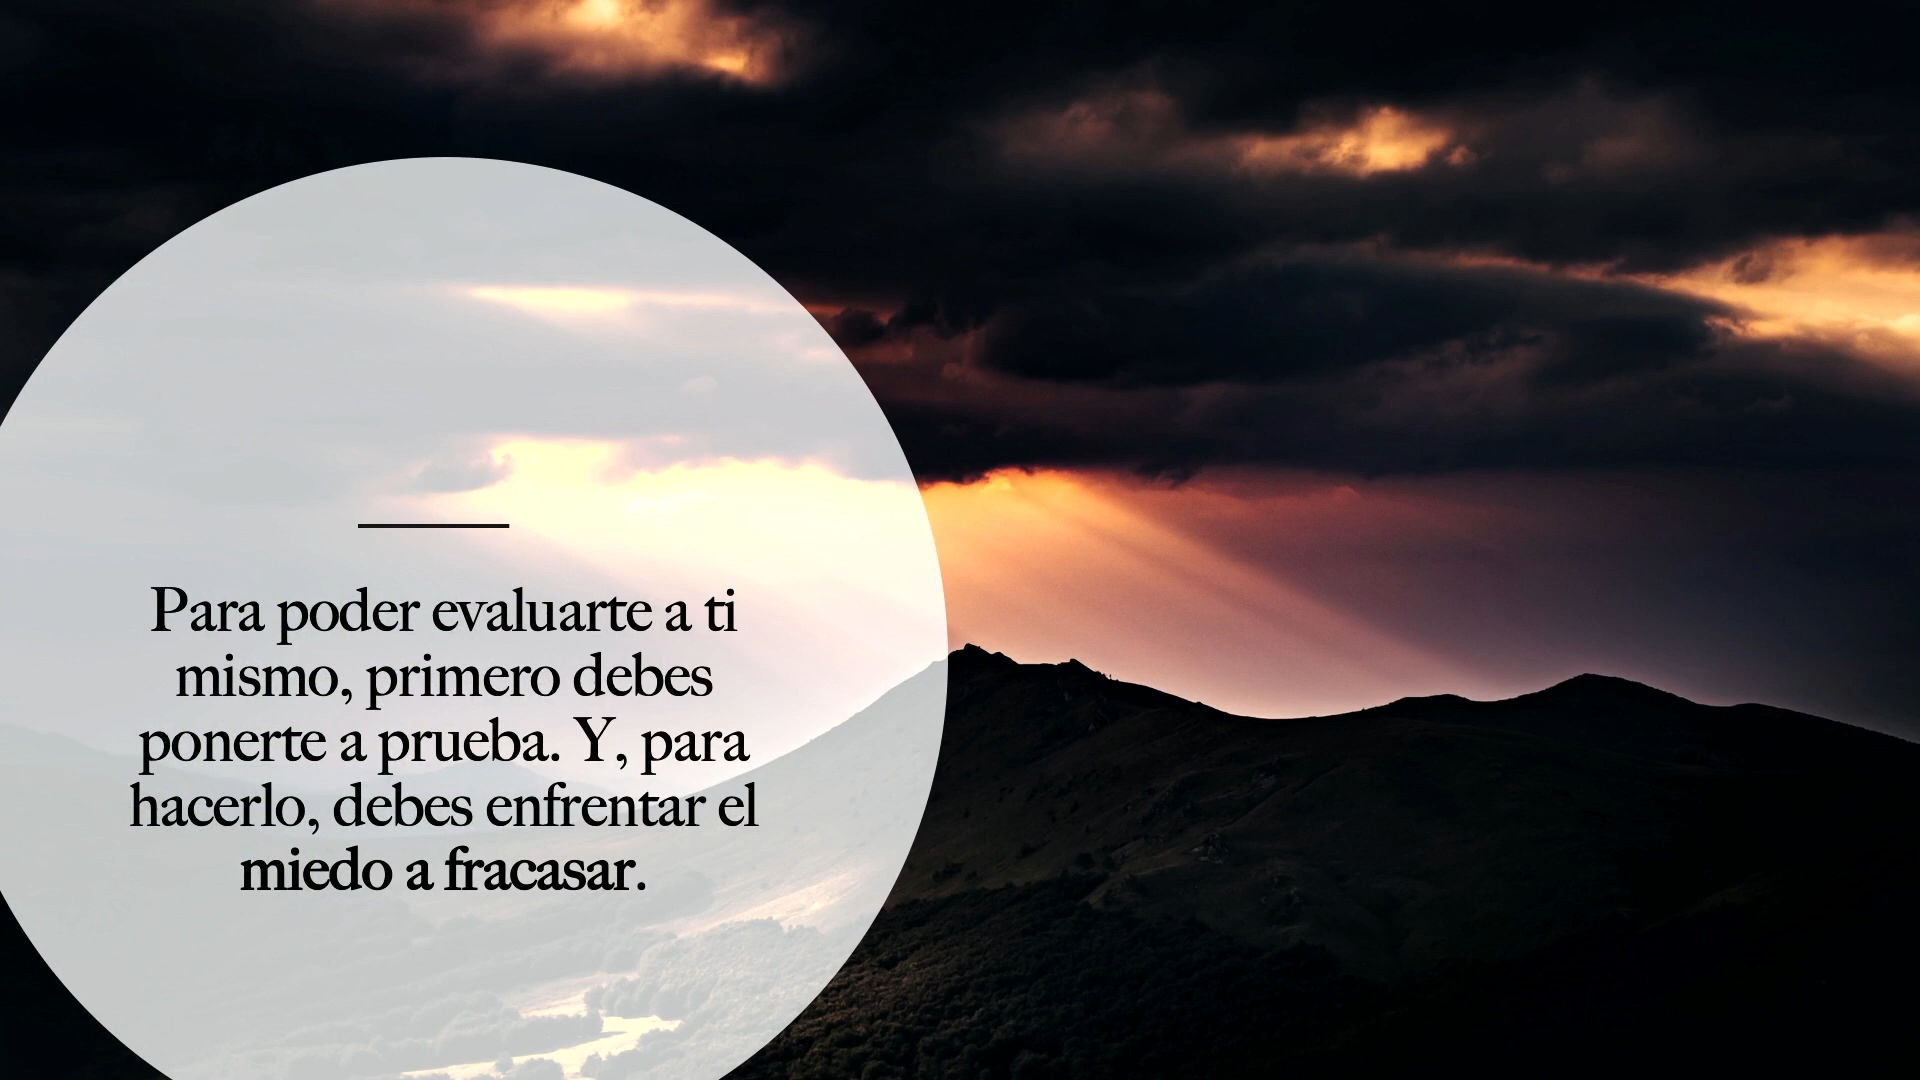 Para poder evaluarte a ti
mismo, primero debes
ponerte a prueba. Y, para
hacerlo, debes enfrentar el
miedo a fracasar.